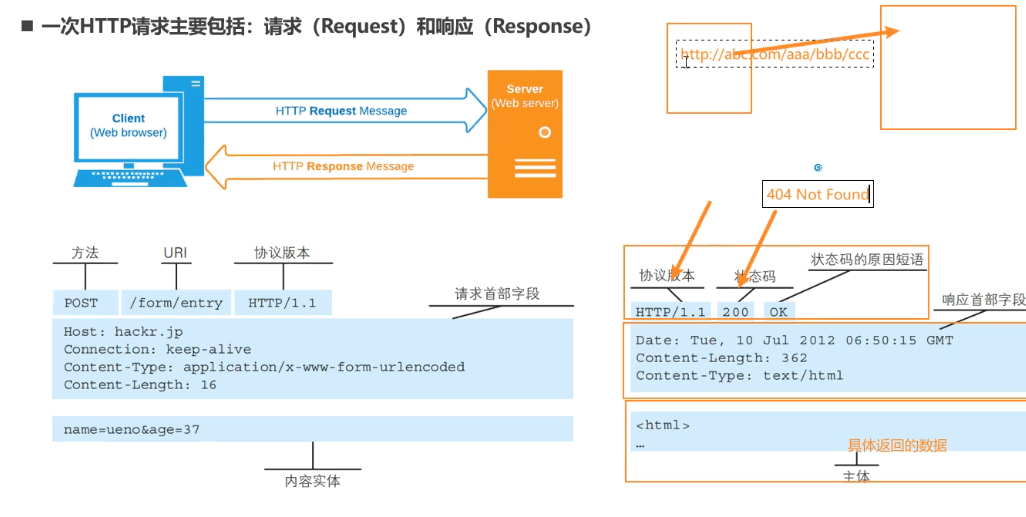 ■ 一次HTTP请求主要包括：请求（Request）和响应（Response）
http://abc.com/aaa/bbb/ccc
Client
(Web browser)
HTTP Request Message
HTTP Response Message
Server
(Web server)
404 Not Found
方法
URI
协议版本
POST
/form/entry
HTTP/1.1
请求首部字段
Host: hackr.jp
Connection: keep-alive
Content-Type: application/x-www-form-urlencoded
Content-Length: 16
name=ueno&age=37
内容实体
协议版本
状态码
状态码的原因短语
HTTP/1.1
200
OK
响应首部字段
Date: Tue, 10 Jul 2012 06:50:15 GMT
Content-Length: 362
Content-Type: text/html
<html>
…
具体返回的数据
主体